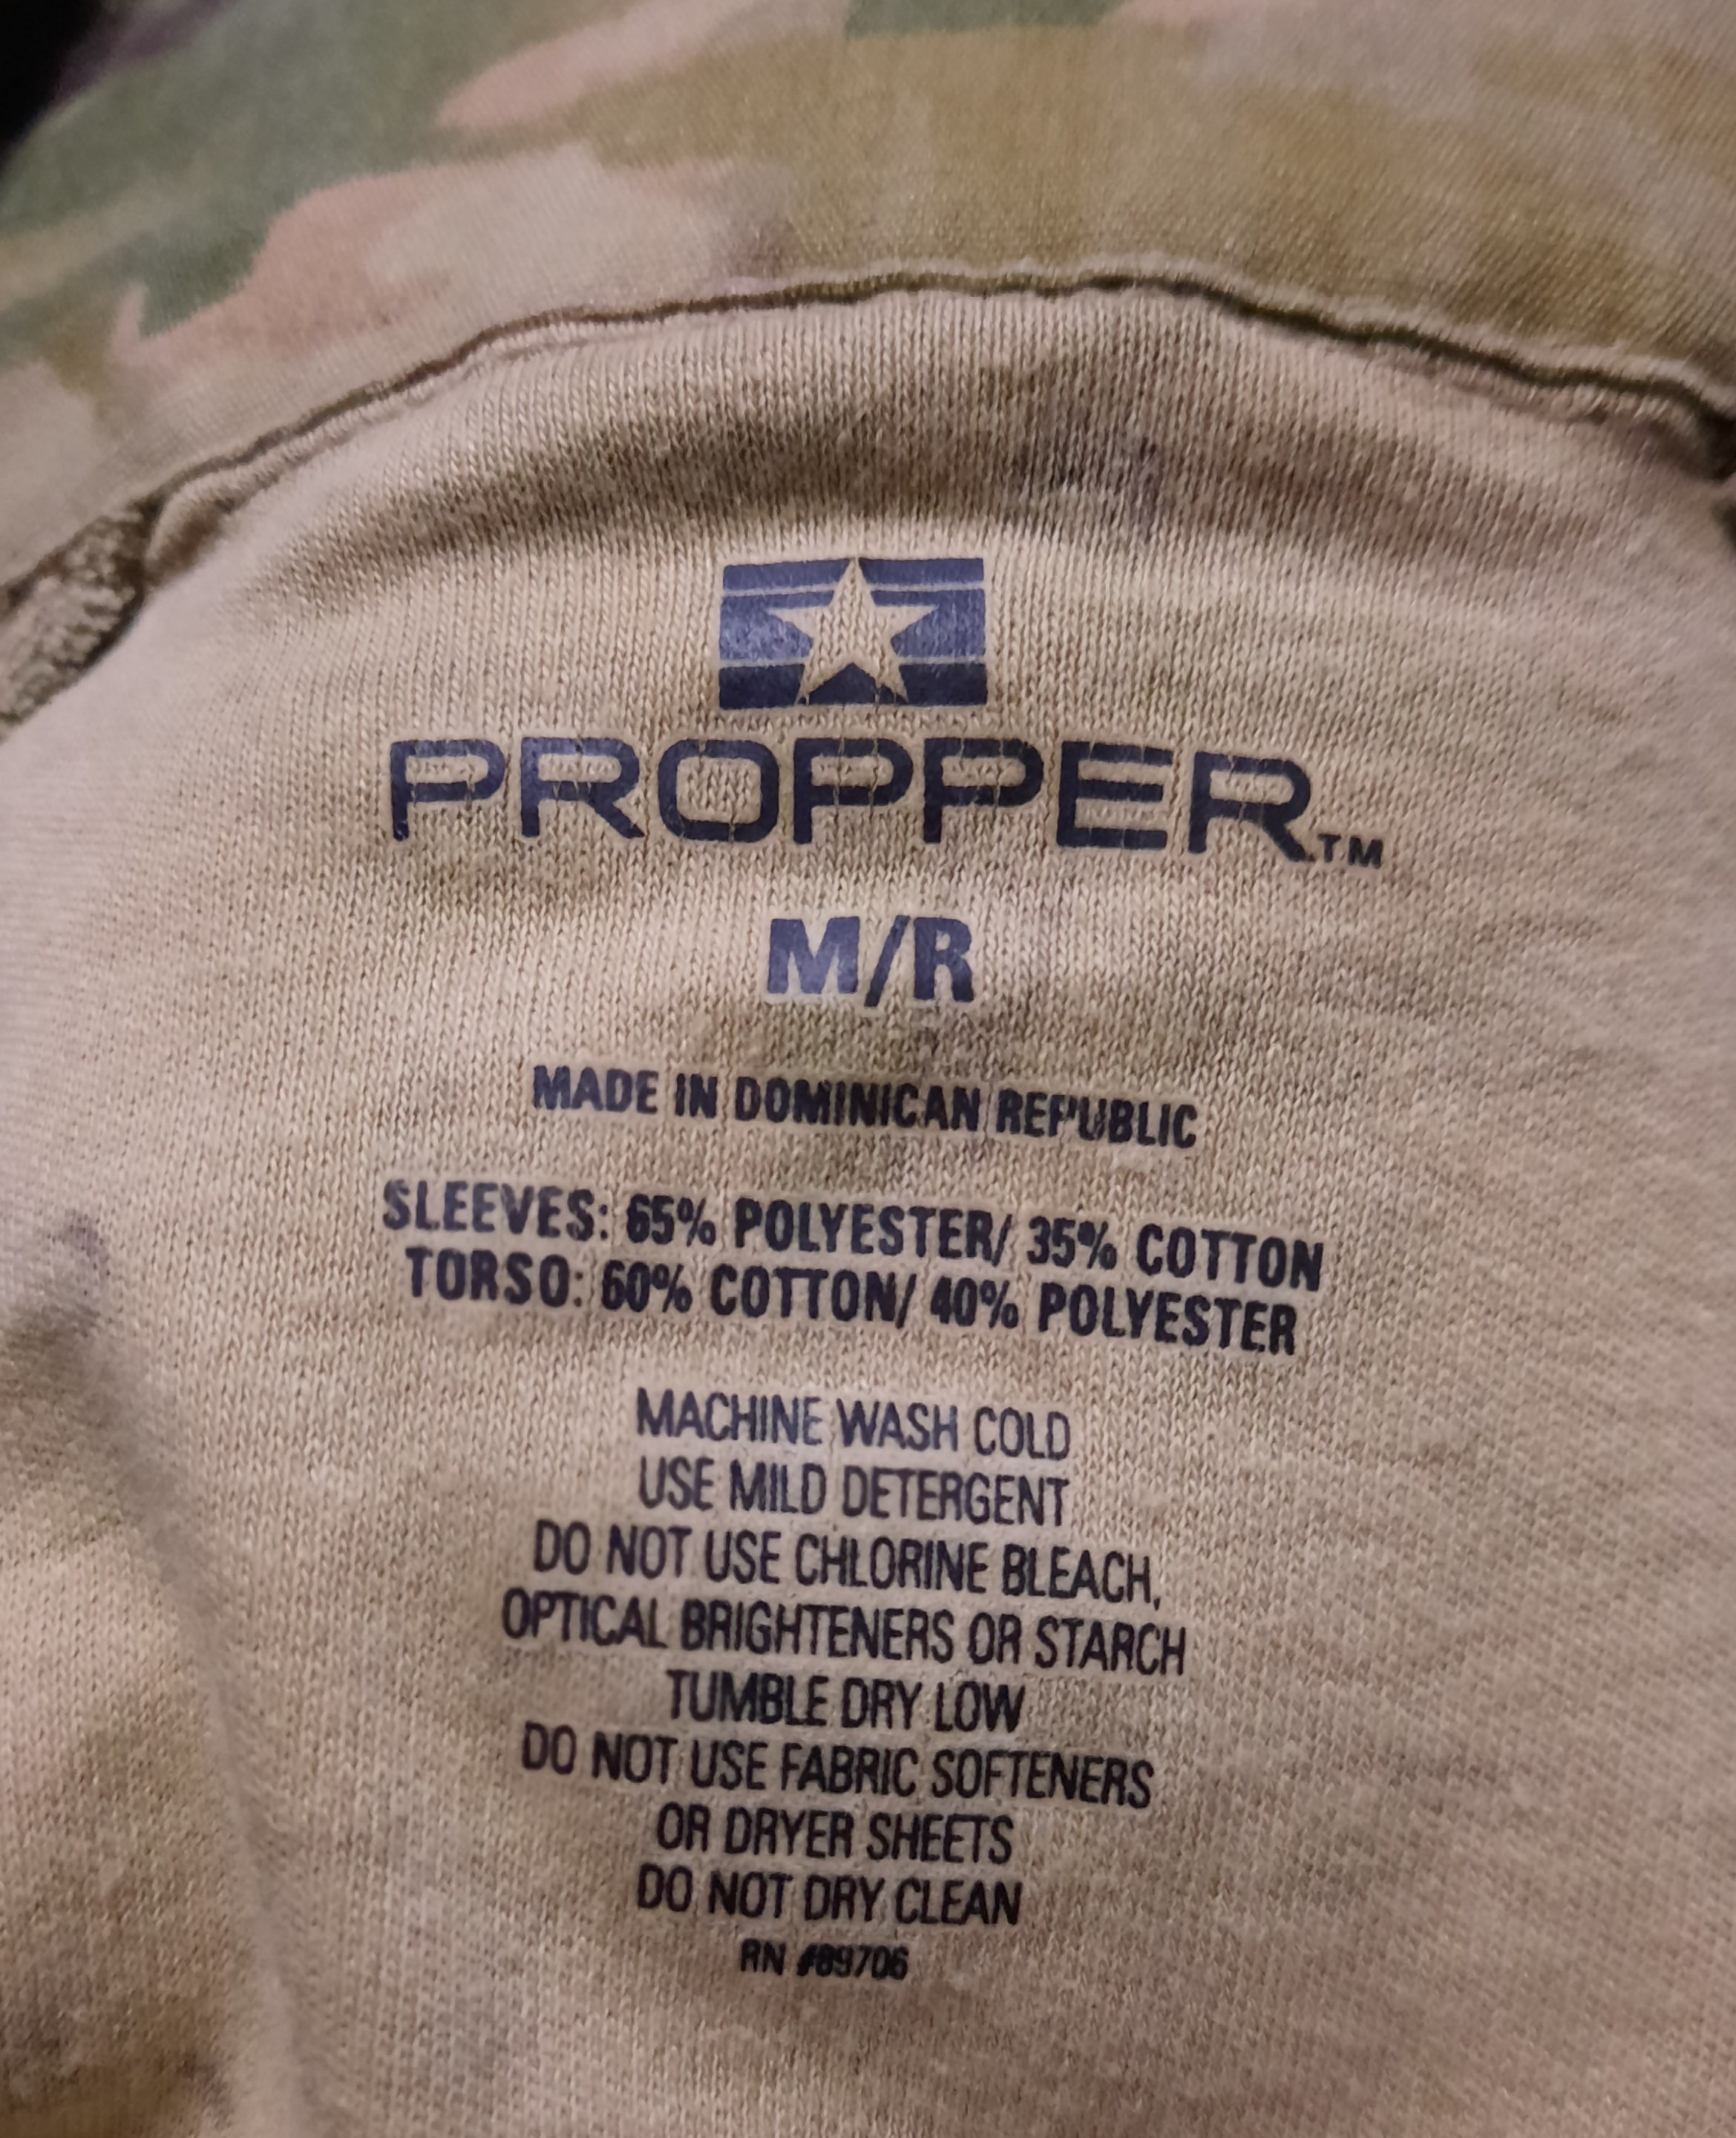 PROPPER™
M/R
MADE IN DOMINICAN REPUBLIC
SLEEVES: 65% POLYESTER/ 35% COTTON
TORSO: 60% COTTON/ 40% POLYESTER
MACHINE WASH COLD
USE MILD DETERGENT
DO NOT USE CHLORINE BLEACH,
OPTICAL BRIGHTENERS OR STARCH
TUMBLE DRY LOW
DO NOT USE FABRIC SOFTENERS
OR DRYER SHEETS
DO NOT DRY CLEAN
RN #89706